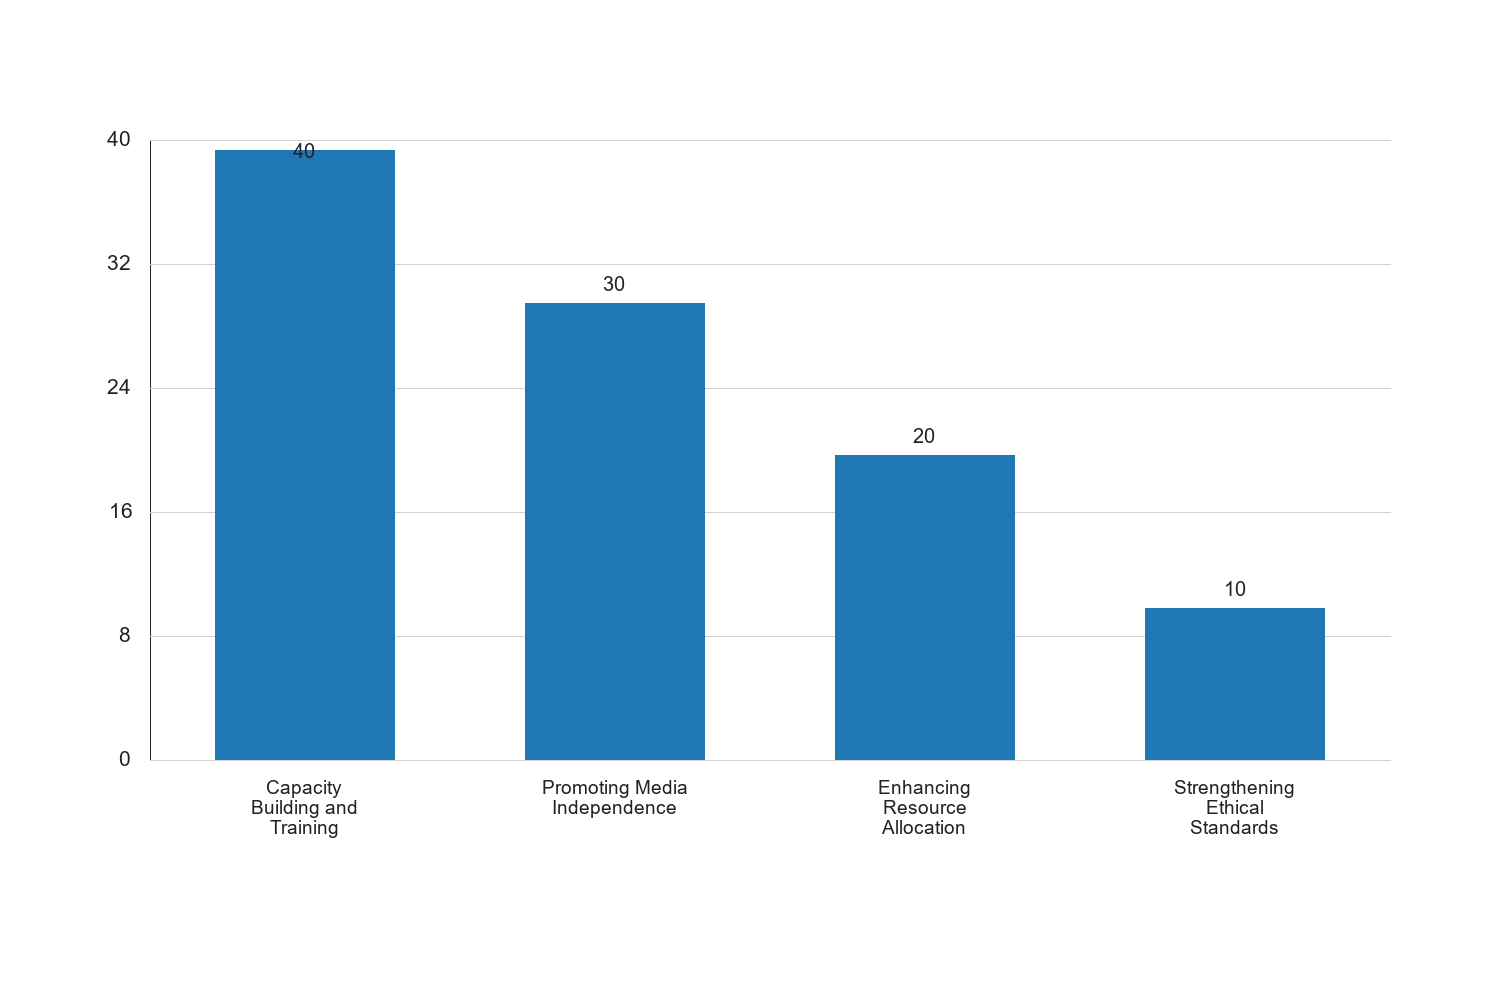 40
32
24
16
8
0
40
30
20
10
Capacity
Building and
Training
Promoting Media
Independence
Enhancing
Resource
Allocation
Strengthening
Ethical
Standards